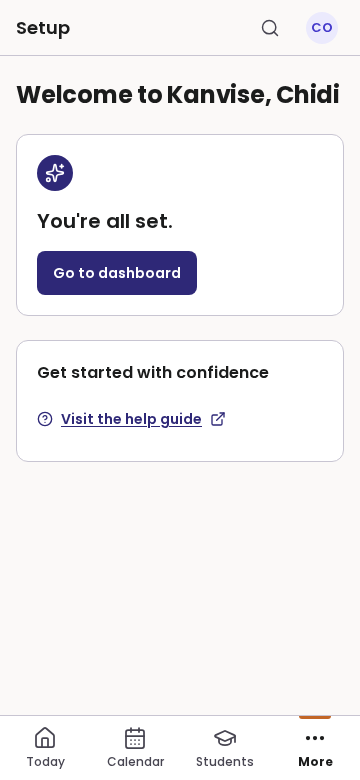 Setup
CO
Welcome to Kanvise, Chidi
You're all set.
Go to dashboard
Get started with confidence
Visit the help guide
Today
Calendar
Students
More